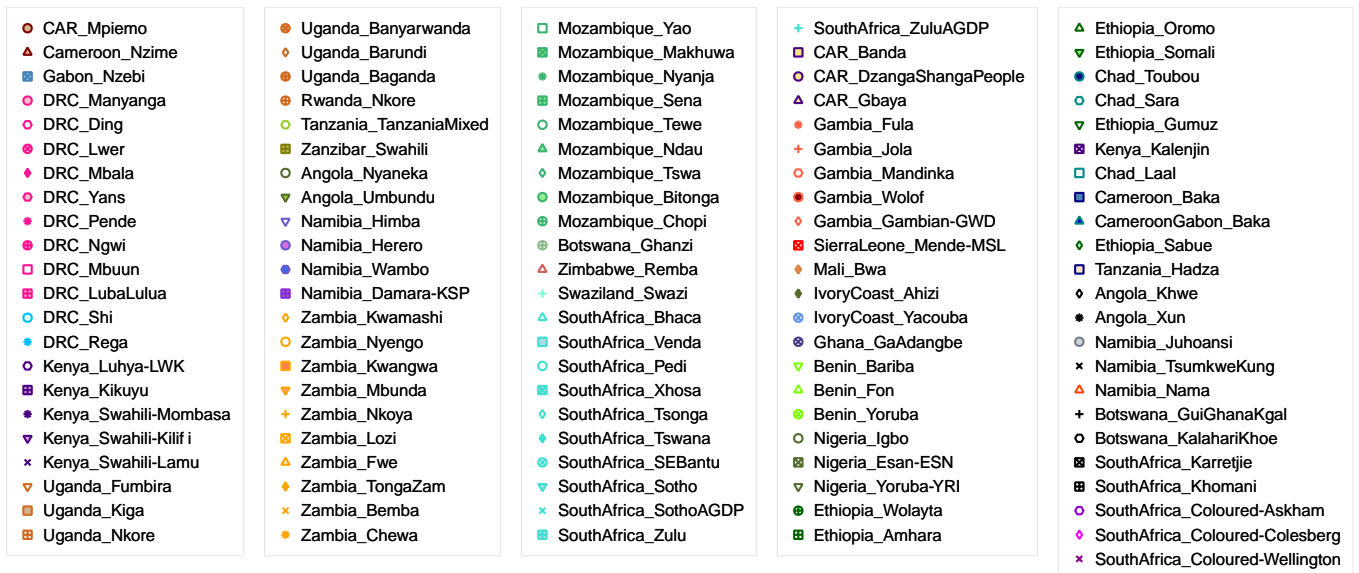 CAR_Mpiemo
Cameroon_Nzime
Gabon_Nzebi
DRC_Manyanga
DRC_Ding
DRC_Lwer
DRC_Mbala
DRC_Yans
DRC_Pende
DRC_Ngwi
DRC_Mbuun
DRC_LubaLulua
DRC_Shi
DRC_Rega
Kenya_Luhya-LWK
Kenya_Kikuyu
Kenya_Swahili-Mombasa
Kenya_Swahili-Kilifi
Kenya_Swahili-Lamu
Uganda_Fumbira
Uganda_Kiga
Uganda_Nkore
Uganda_Banyarwanda
Uganda_Barundi
Uganda_Baganda
Rwanda_Nkore
Tanzania_TanzaniaMixed
Zanzibar_Swahili
Angola_Nyaneka
Angola_Umbundu
Namibia_Himba
Namibia_Herero
Namibia_Wambo
Namibia_Damara-KSP
Zambia_Kwamashi
Zambia_Nyengo
Zambia_Kwangwa
Zambia_Mbunda
Zambia_Nkoya
Zambia_Lozi
Zambia_Fwe
Zambia_TongaZam
Zambia_Bemba
Zambia_Chewa
Mozambique_Yao
Mozambique_Makhuwa
Mozambique_Nyanja
Mozambique_Sena
Mozambique_Tewe
Mozambique_Ndau
Mozambique_Tswa
Mozambique_Bitonga
Mozambique_Chopi
Botswana_Ghanzi
Zimbabwe_Remba
Swaziland_Swazi
SouthAfrica_Bhaca
SouthAfrica_Venda
SouthAfrica_Pedi
SouthAfrica_Xhosa
SouthAfrica_Tsonga
SouthAfrica_Tswana
SouthAfrica_SEBantu
SouthAfrica_Sotho
SouthAfrica_SothoAGDP
SouthAfrica_Zulu
SouthAfrica_ZuluAGDP
CAR_Banda
CAR_DzangaShangaPeople
CAR_Gbaya
Gambia_Fula
Gambia_Jola
Gambia_Mandinka
Gambia_Wolof
Gambia_Gambian-GWD
SierraLeone_Mende-MSL
Mali_Bwa
IvoryCoast_Ahizi
IvoryCoast_Yacouba
Ghana_GaAdangbe
Benin_Bariba
Benin_Fon
Benin_Yoruba
Nigeria_Igbo
Nigeria_Esan-ESN
Nigeria_Yoruba-YRI
Ethiopia_Wolayta
Ethiopia_Amhara
Ethiopia_Oromo
Ethiopia_Somali
Chad_Toubou
Chad_Sara
Ethiopia_Gumuz
Kenya_Kalenjin
Chad_Laal
Cameroon_Baka
CameroonGabon_Baka
Ethiopia_Sabue
Tanzania_Hadza
Angola_Khwe
Angola_Xun
Namibia_Juhoansi
Namibia_TsumkweKung
Namibia_Nama
Botswana_GuiGhanaKgal
Botswana_KalahariKhoe
SouthAfrica_Karretjie
SouthAfrica_Khomani
SouthAfrica_Coloured-Askham
SouthAfrica_Coloured-Colesberg
SouthAfrica_Coloured-Wellington